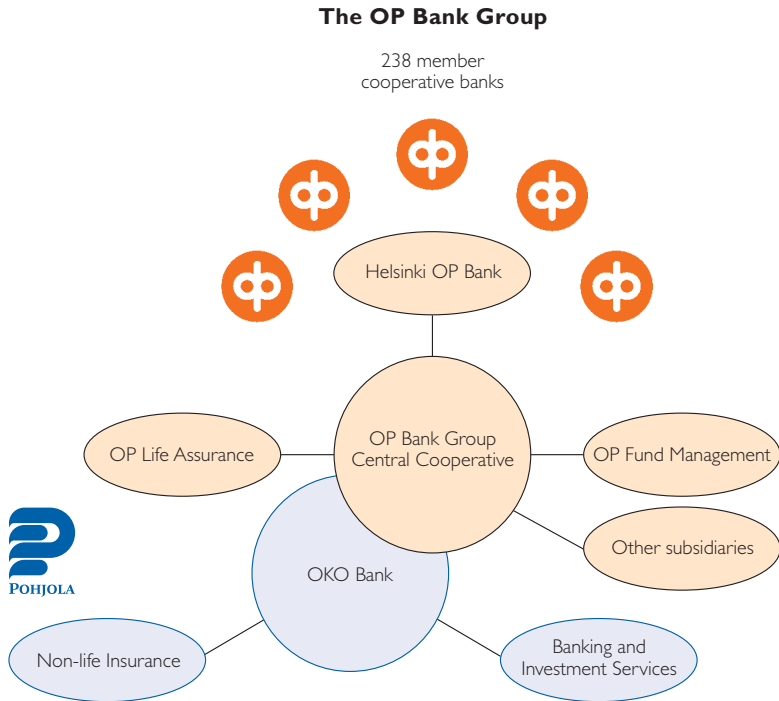 The OP Bank Group
238 member
cooperative banks
Helsinki OP Bank
OP Life Assurance
OP Bank Group
Central Cooperative
OP Fund Management
Other subsidiaries
POHJOLA
OKO Bank
Non-life Insurance
Banking and
Investment Services